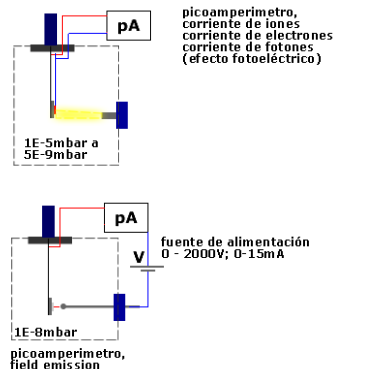 pA
picoamperimetro,
corriente de iones
corriente de electrones
corriente de fotones
(efecto fotoeléctrico)
1E-5mbar a
5E-9mbar
pA
fuente de alimentación
0 - 2000V; 0-15mA
V
1E-8mbar
picoamperimetro,
field emission